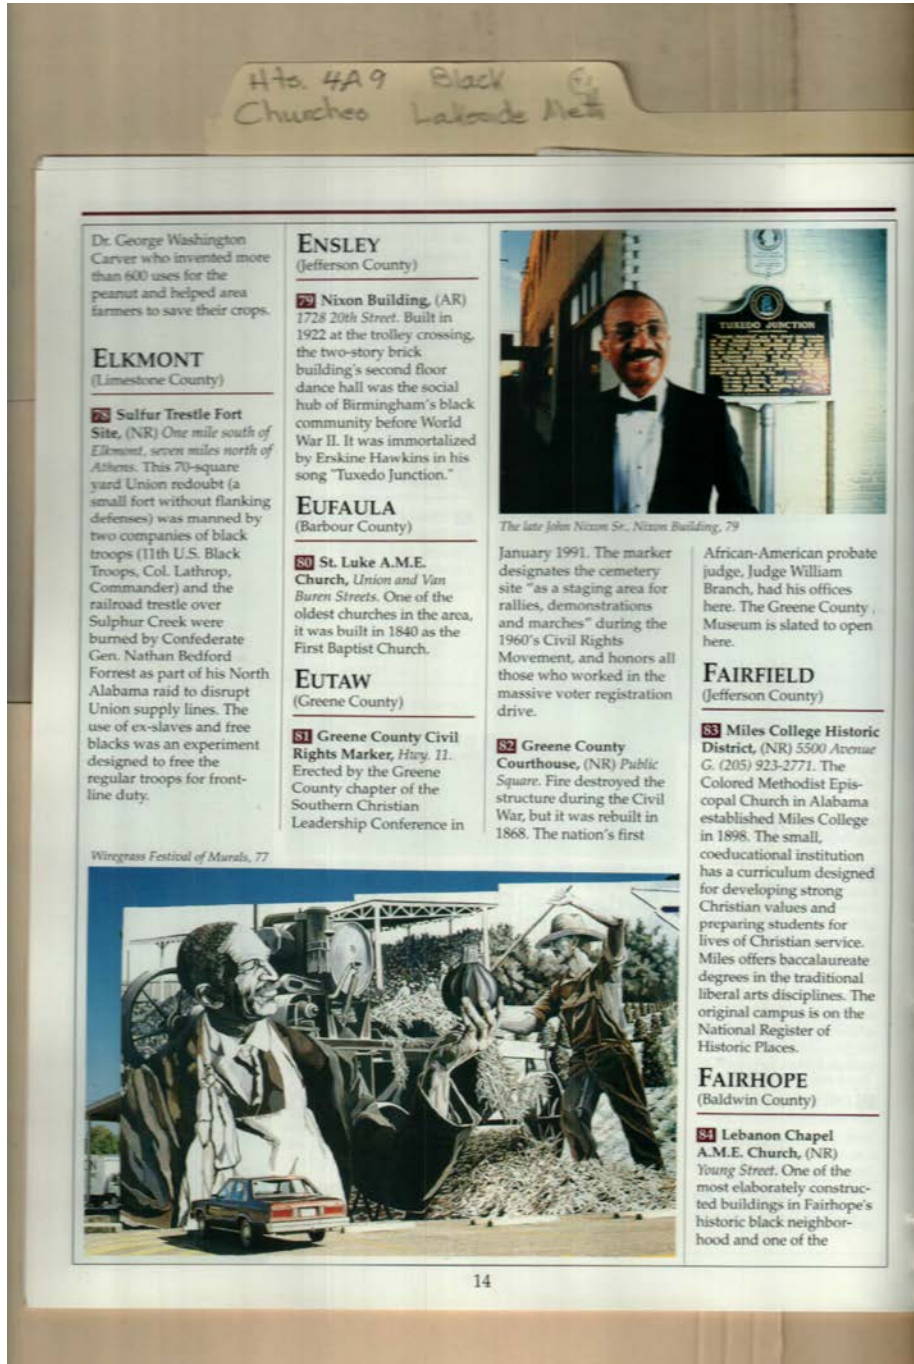 Hts. 4A9 Black
Churches Lakeside Meth
Dr. George Washington
Carver who invented more
than 600 uses for the
peanut and helped area
farmers to save their crops.
ELKMONT
(Limestone County)
78 Sulfur Trestle Fort
Site, (NR) One mile south of
Elkmont, seven miles north of
Athens. This 70-square
yard Union redoubt (a
small fort without flanking
defenses) was manned by
two companies of black
troops (11th U.S. Black
Troops, Col. Lathrop,
Commander) and the
railroad trestle over
Sulphur Creek were
burned by Confederate
Gen. Nathan Bedford
Forrest as part of his North
Alabama raid to disrupt
Union supply lines. The
use of ex-slaves and free
blacks was an experiment
designed to free the
regular troops for front-
line duty.
ENSLEY
(Jefferson County)
79 Nixon Building, (AR)
1728 20th Street. Built in
1922 at the trolley crossing,
the two-story brick
building's second floor
dance hall was the social
hub of Birmingham's black
community before World
War II. It was immortalized
by Erskine Hawkins in his
song "Tuxedo Junction."
EUFAULA
(Barbour County)
80 St. Luke A.M.E.
Church, Union and Van
Buren Streets. One of the
oldest churches in the area,
it was built in 1840 as the
First Baptist Church.
EUTAW
(Greene County)
81 Greene County Civil
Rights Marker, Hwy. 11.
Erected by the Greene
County chapter of the
Southern Christian
Leadership Conference in
TUXEDO JUNCTION
The late John Nixon Sr., Nixon Building, 79
January 1991. The marker
designates the cemetery
site "as a staging area for
rallies, demonstrations
and marches" during the
1960's Civil Rights
Movement, and honors all
those who worked in the
massive voter registration
drive.
82 Greene County
Courthouse, (NR) Public
Square. Fire destroyed the
structure during the Civil
War, but it was rebuilt in
1868. The nation's first
African-American probate
judge, Judge William
Branch, had his offices
here. The Greene County
Museum is slated to open
here.
FAIRFIELD
(Jefferson County)
83 Miles College Historic
District, (NR) 5500 Avenue
G. (205) 923-2771. The
Colored Methodist Epis-
copal Church in Alabama
established Miles College
in 1898. The small,
coeducational institution
has a curriculum designed
for developing strong
Christian values and
preparing students for
lives of Christian service.
Miles offers baccalaureate
degrees in the traditional
liberal arts disciplines. The
original campus is on the
National Register of
Historic Places.
FAIRHOPE
(Baldwin County)
84 Lebanon Chapel
A.M.E. Church, (NR)
Young Street. One of the
most elaborately construc-
ted buildings in Fairhope's
historic black neighbor-
hood and one of the
Wiregrass Festival of Murals, 77
14